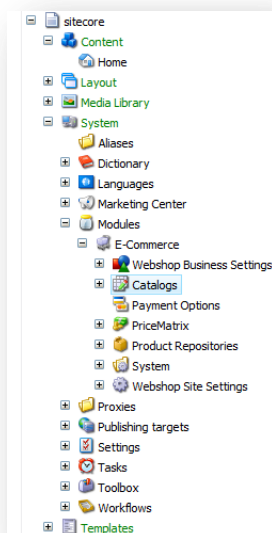 sitecore
Content
Home
Layout
Media Library
System
Aliases
Dictionary
Languages
Marketing Center
Modules
E-Commerce
Webshop Business Settings
Catalogs
Payment Options
PriceMatrix
Product Repositories
System
Webshop Site Settings
Proxies
Publishing targets
Settings
Tasks
Toolbox
Workflows
Templates